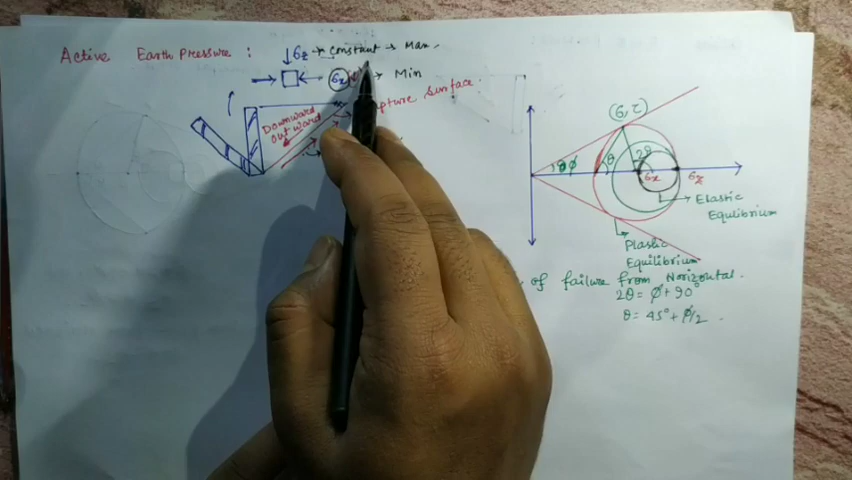 Active Earth Pressure :
↓σz → Constant → Max.
σx → Min
Rupture Surface.
Downward
outward
(σ, τ)
θ
2θ
ϕ
σx
σz
Elastic
Equlibrium
Plastic
Equilibrium
of failure from Horizontal.
2θ = ϕ + 90°
θ = 45° + ϕ/2 .